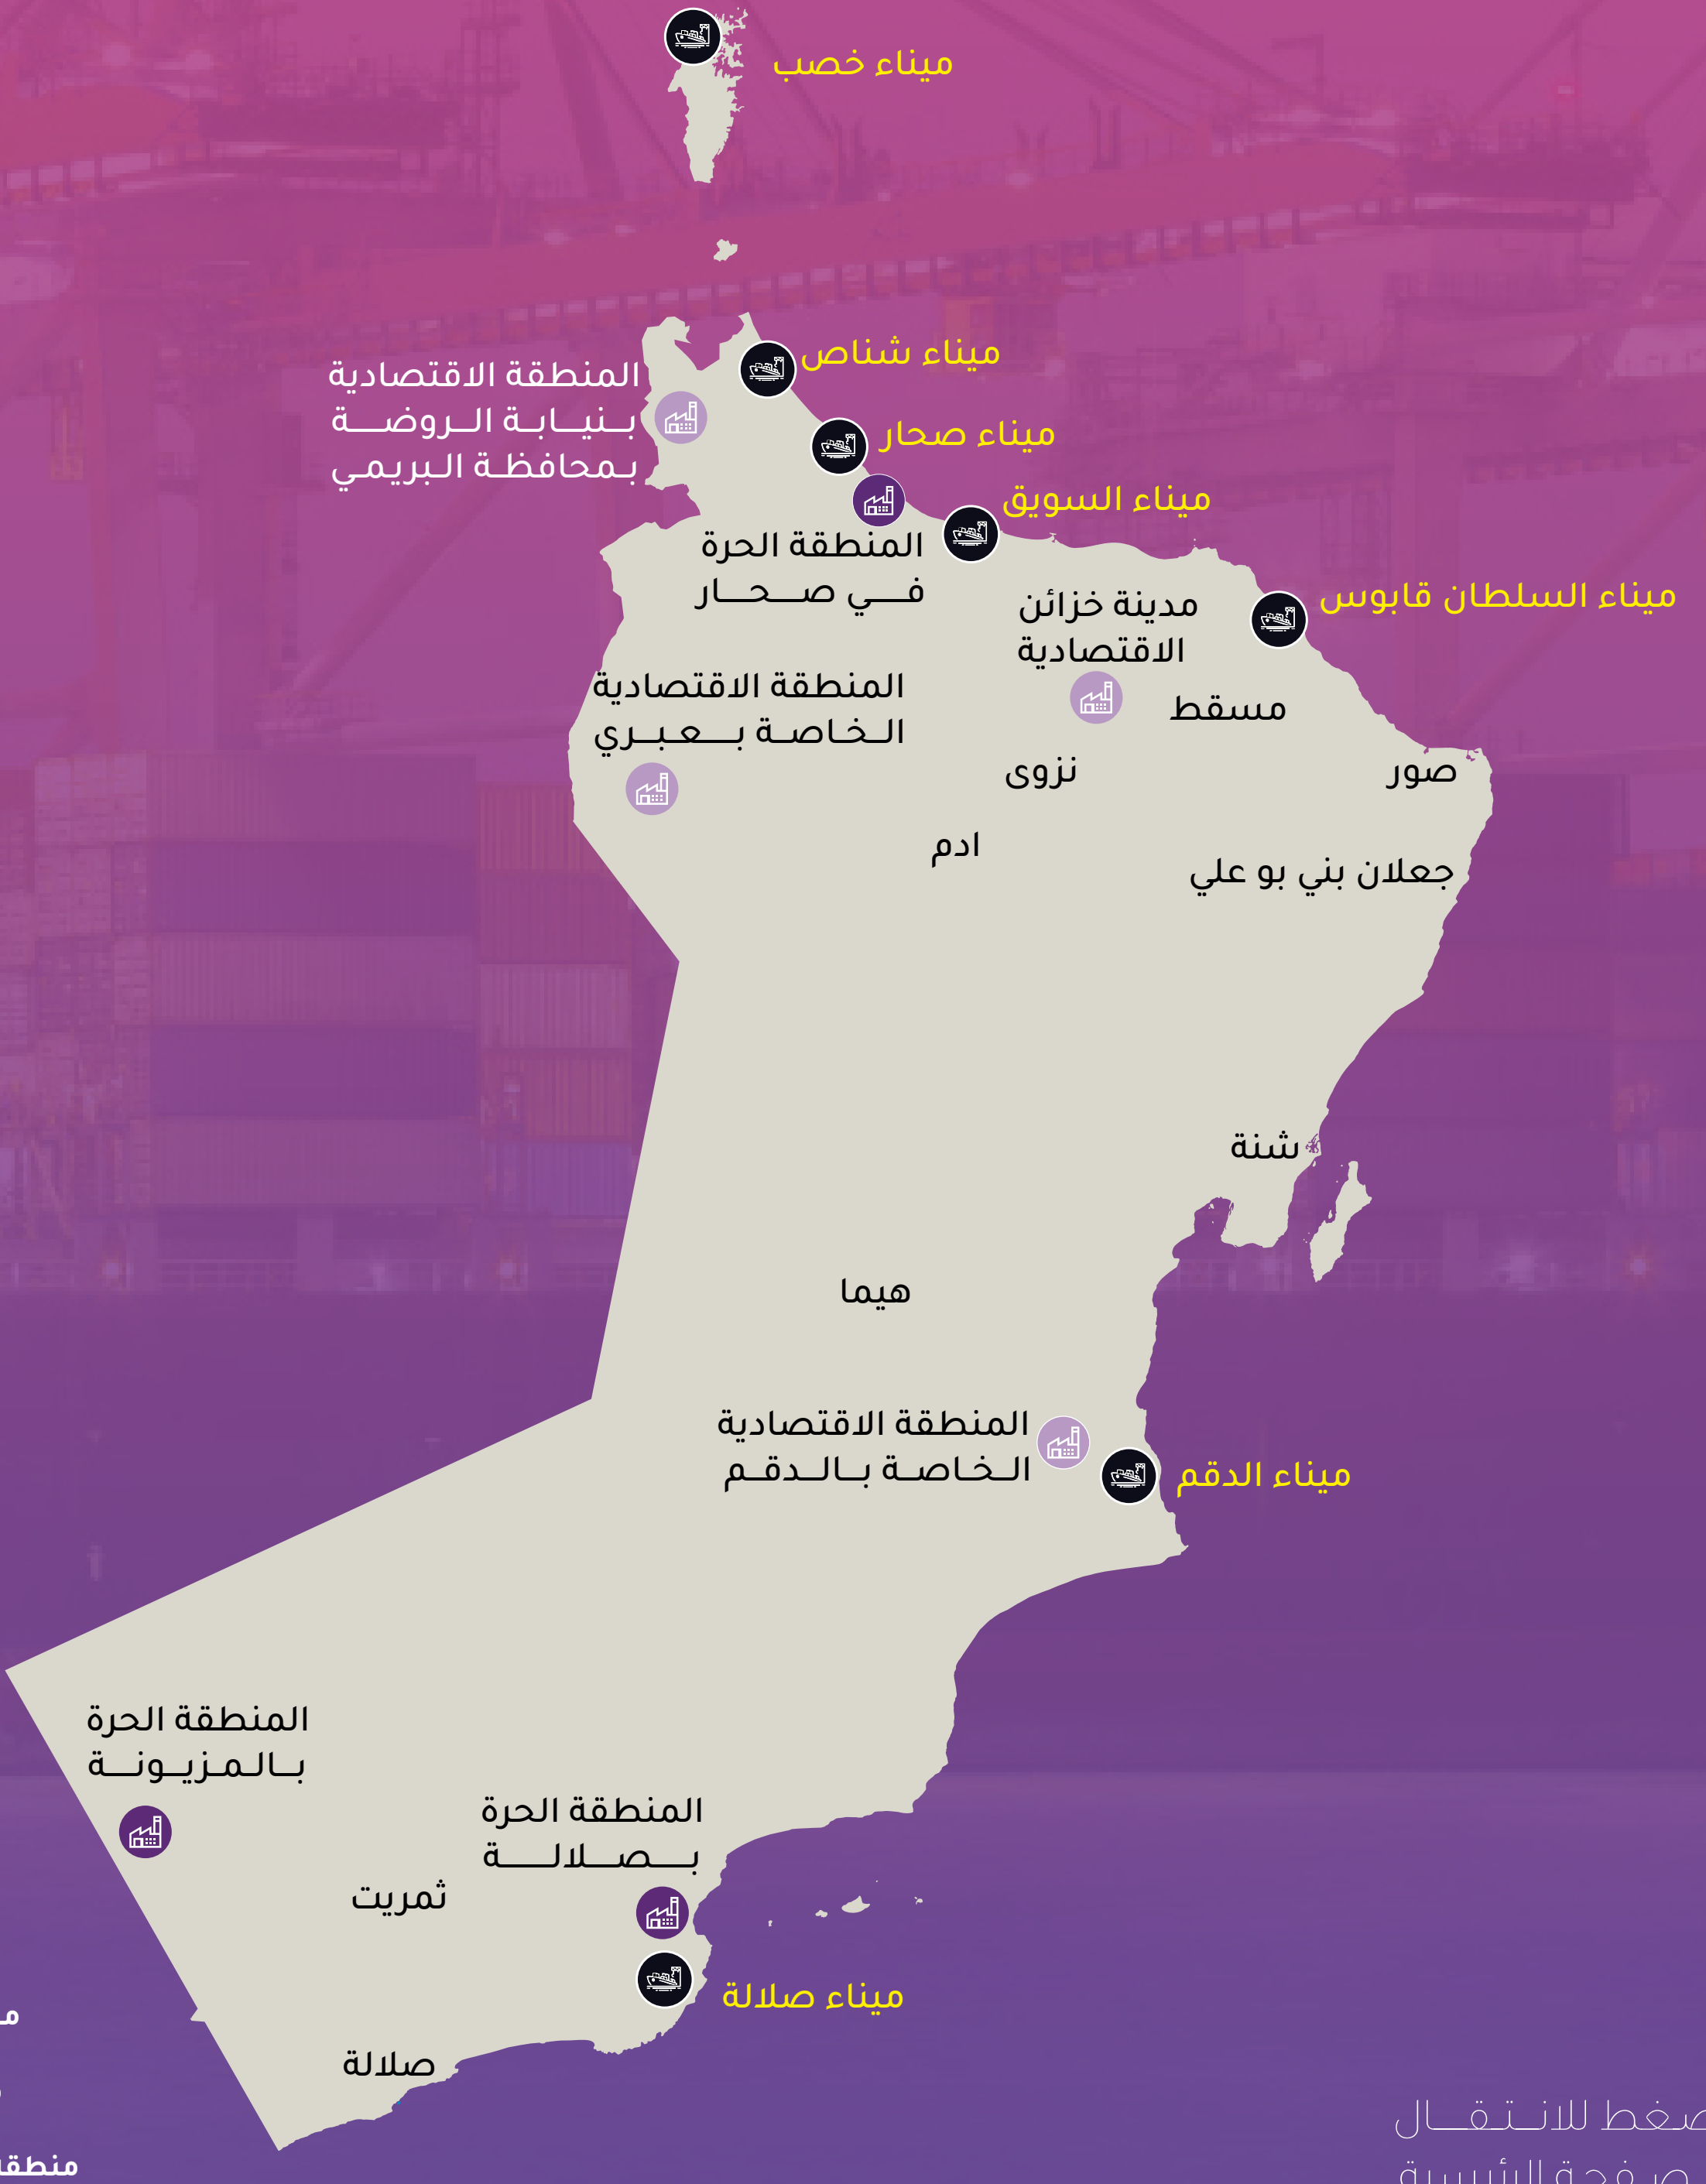 ميناء خصب
ميناء شناص
المنطقة الاقتصادية
بنيابة الروضة
بمحافظة البريمي
ميناء صحار
ميناء السويق
المنطقة الحرة
في صحار
ميناء السلطان قابوس
مدينة خزائن
الاقتصادية
المنطقة الاقتصادية
الخاصة بعبري
مسقط
نزوى
صور
ادم
جعلان بني بو علي
شنة
هيما
المنطقة الاقتصادية
الخاصة بالدقم
ميناء الدقم
المنطقة الحرة
بالمزيونة
المنطقة الحرة
بصلالة
ثمريت
ميناء صلالة
صلالة
للانتقال